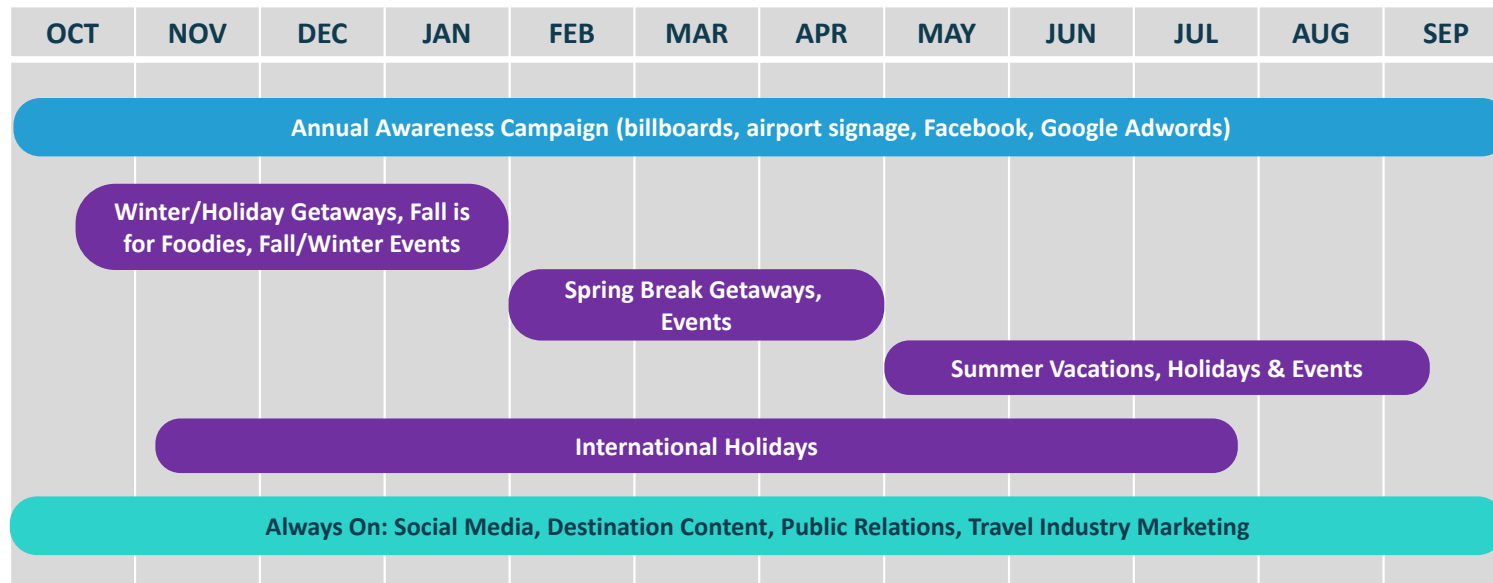 OCT NOV DEC JAN FEB MAR APR MAY JUN JUL AUG SEP
Annual Awareness Campaign (billboards, airport signage, Facebook, Google Adwords)
Winter/Holiday Getaways, Fall is
for Foodies, Fall/Winter Events
Spring Break Getaways,
Events
Summer Vacations, Holidays & Events
International Holidays
Always On: Social Media, Destination Content, Public Relations, Travel Industry Marketing